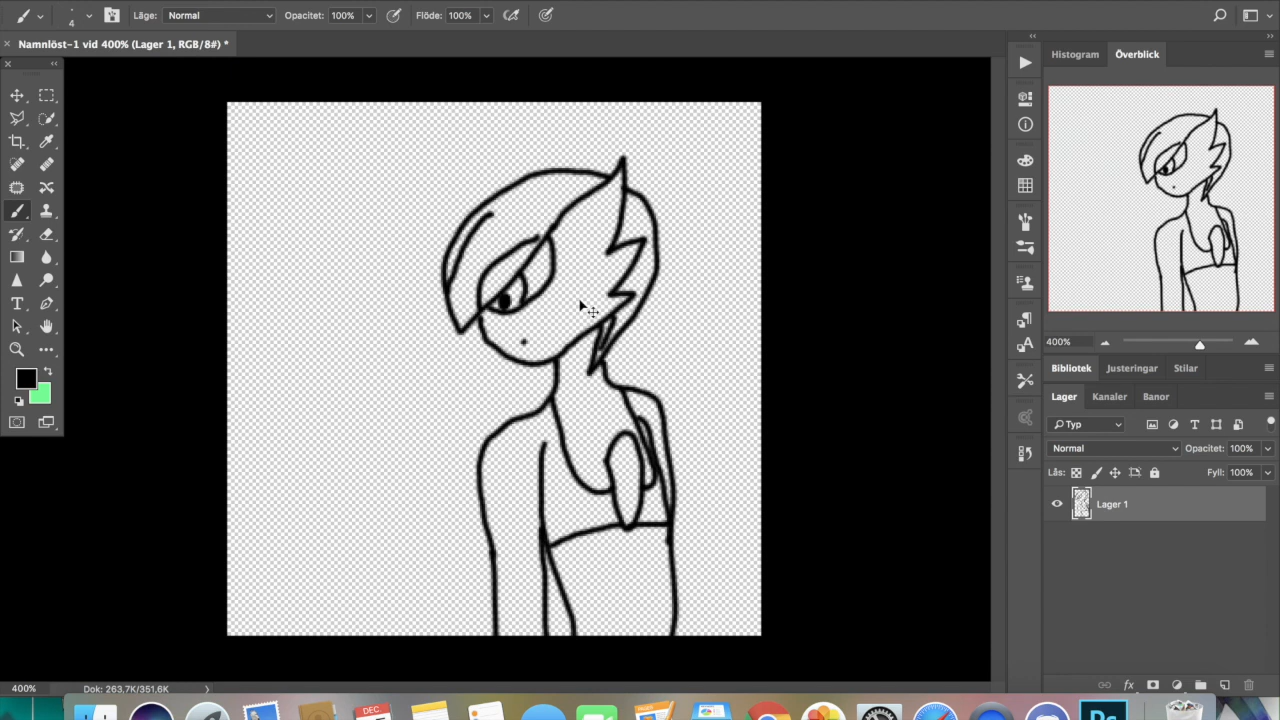 4 Läge: Normal Opacitet: 100% Flöde: 100%
Namnlöst-1 vid 400% (Lager 1, RGB/8#) *
Histogram Överblick
400%
Bibliotek Justeringar Stilar
Lager Kanaler Banor
Typ
Normal Opacitet: 100%
Lås: Fyll: 100%
Lager 1
400% Dok: 263,7K/351,6K
DEC.
Ps